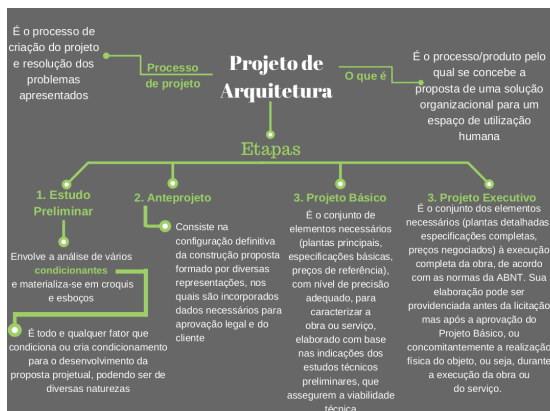 É o processo de
criação do projeto
e resolução dos
problemas
apresentados
Processo
de projeto
Projeto de
Arquitetura
O que é
É o processo/produto pelo
qual se concebe a
proposta de uma solução
organizacional para um
espaço de utilização
humana
Etapas
1. Estudo
Preliminar
Envolve a análise de vários
condicionantes
e materializa-se em croquis
e esboços
É todo e qualquer fator que
condiciona ou cria condicionamento
para o desenvolvimento da
proposta projetual, podendo ser de
diversas naturezas
2. Anteprojeto
Consiste na
configuração definitiva
da construção proposta
formado por diversas
representações, nos
quais são incorporados
dados necessários para
aprovação legal e do
cliente
3. Projeto Básico
É o conjunto de
elementos necessários
(plantas principais,
especificações básicas,
preços de referência),
com nível de precisão
adequado, para
caracterizar a
obra ou serviço,
elaborado com base
nas indicações dos
estudos técnicos
preliminares, que
assegurem a viabilidade
técnica
3. Projeto Executivo
É o conjunto dos elementos
necessários (plantas detalhadas
especificações completas,
preços negociados) à execução
completa da obra, de acordo
com as normas da ABNT. Sua
elaboração pode ser
providenciada antes da licitação
mas após a aprovação do
Projeto Básico, ou
concomitantemente a realização
física do objeto, ou seja, durante
a execução da obra ou
do serviço.